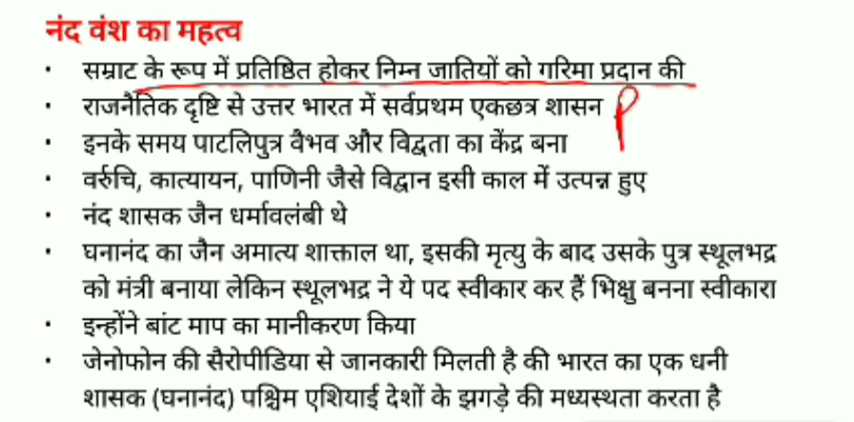 नंद वंश का महत्व
• सम्राट के रूप में प्रतिष्ठित होकर निम्न जातियों को गरिमा प्रदान की
• राजनैतिक दृष्टि से उत्तर भारत में सर्वप्रथम एकछत्र शासन
• इनके समय पाटलिपुत्र वैभव और विद्वता का केंद्र बना
• वर्रुचि, कात्यायन, पाणिनी जैसे विद्वान इसी काल में उत्पन्न हुए
• नंद शासक जैन धर्मावलंबी थे
• घनानंद का जैन अमात्य शाक्ताल था, इसकी मृत्यु के बाद उसके पुत्र स्थूलभद्र
को मंत्री बनाया लेकिन स्थूलभद्र ने ये पद स्वीकार कर हैं भिक्षु बनना स्वीकारा
• इन्होंने बांट माप का मानीकरण किया
• जेनोफोन की सैरोपीडिया से जानकारी मिलती है की भारत का एक धनी
शासक (घनानंद) पश्चिम एशियाई देशों के झगड़े की मध्यस्थता करता है